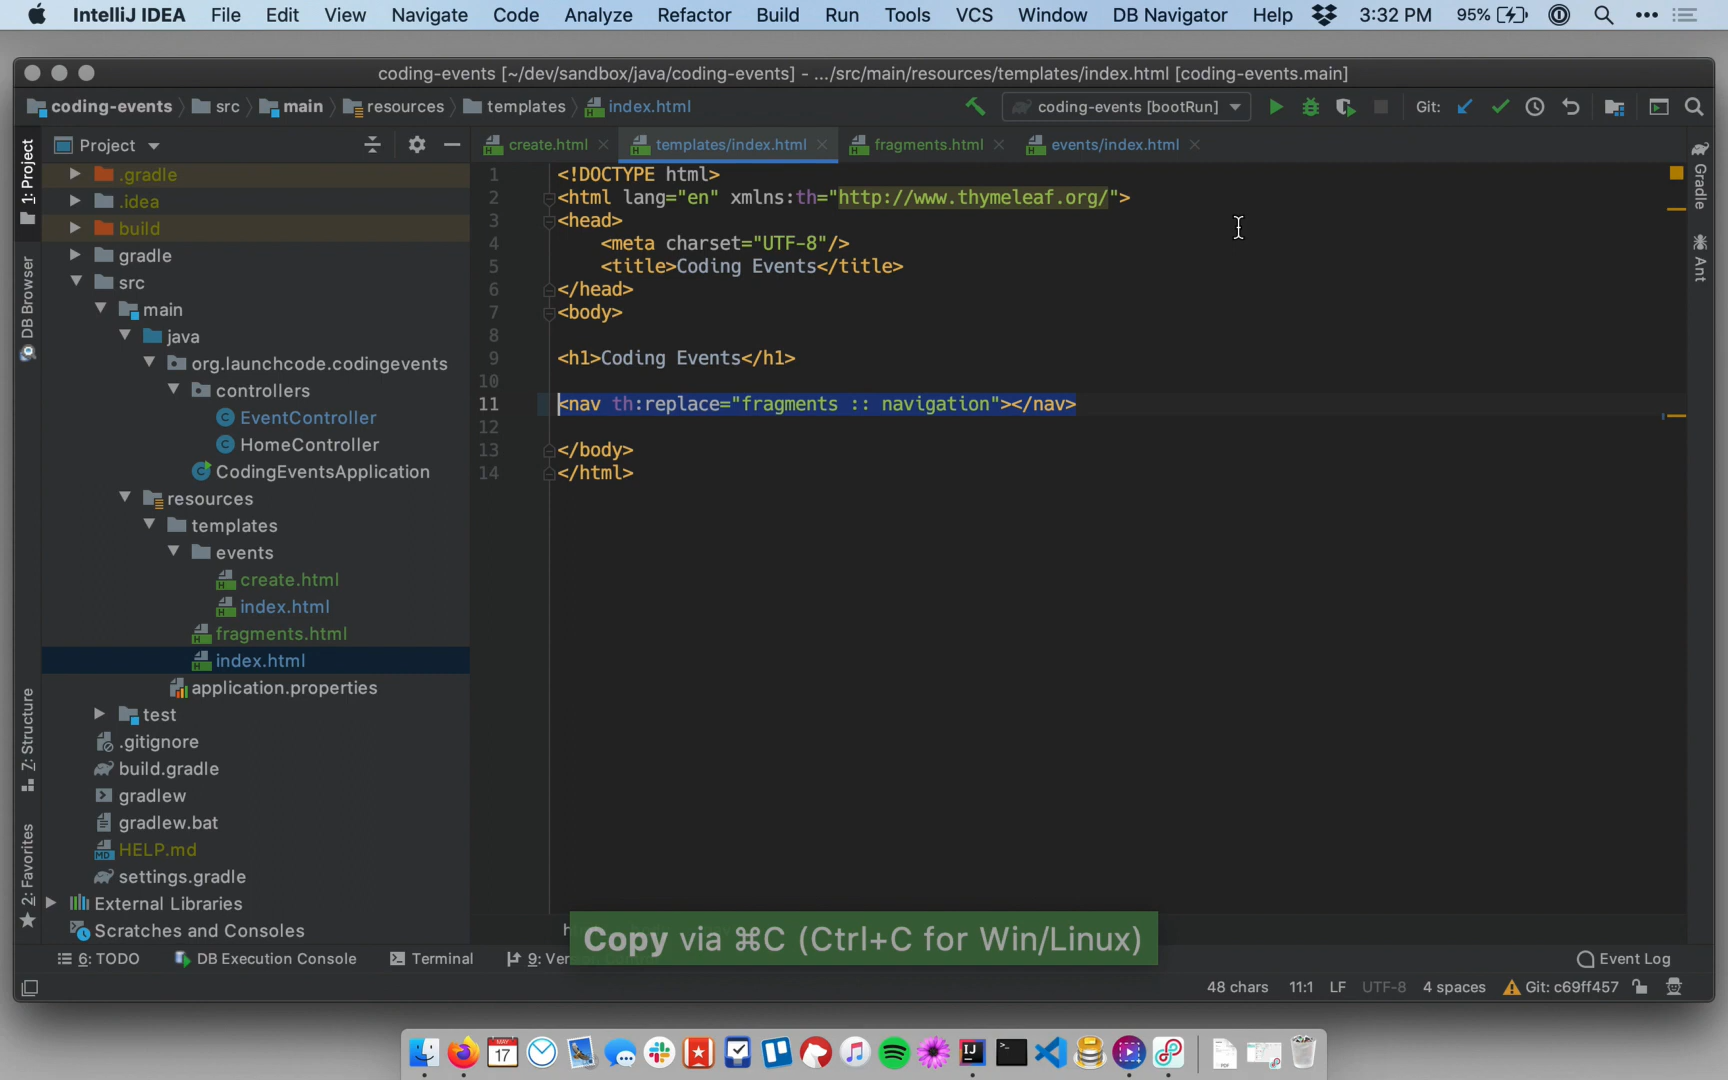 IntelliJ IDEA File Edit View Navigate Code Analyze Refactor Build Run Tools VCS Window DB Navigator Help 3:32 PM 95%
coding-events [~/dev/sandbox/java/coding-events] - .../src/main/resources/templates/index.html [coding-events.main]
coding-events src main resources templates index.html coding-events [bootRun] Git:
Project create.html templates/index.html fragments.html events/index.html
1: Project
DB Browser
7: Structure
2: Favorites
.gradle
.idea
build
gradle
src
main
java
org.launchcode.codingevents
controllers
EventController
HomeController
CodingEventsApplication
resources
templates
events
create.html
index.html
fragments.html
index.html
application.properties
test
.gitignore
build.gradle
gradlew
gradlew.bat
HELP.md
settings.gradle
External Libraries
Scratches and Consoles
1 <!DOCTYPE html>
2 <html lang="en" xmlns:th="http://www.thymeleaf.org/">
3 <head>
4 <meta charset="UTF-8"/>
5 <title>Coding Events</title>
6 </head>
7 <body>
8
9 <h1>Coding Events</h1>
10
11 <nav th:replace="fragments :: navigation"></nav>
12
13 </body>
14 </html>
Gradle
Ant
Copy via ⌘C (Ctrl+C for Win/Linux)
6: TODO DB Execution Console Terminal 9: Event Log
48 chars 11:1 LF UTF-8 4 spaces Git: c69ff457
MAY
17
IJ
PDF